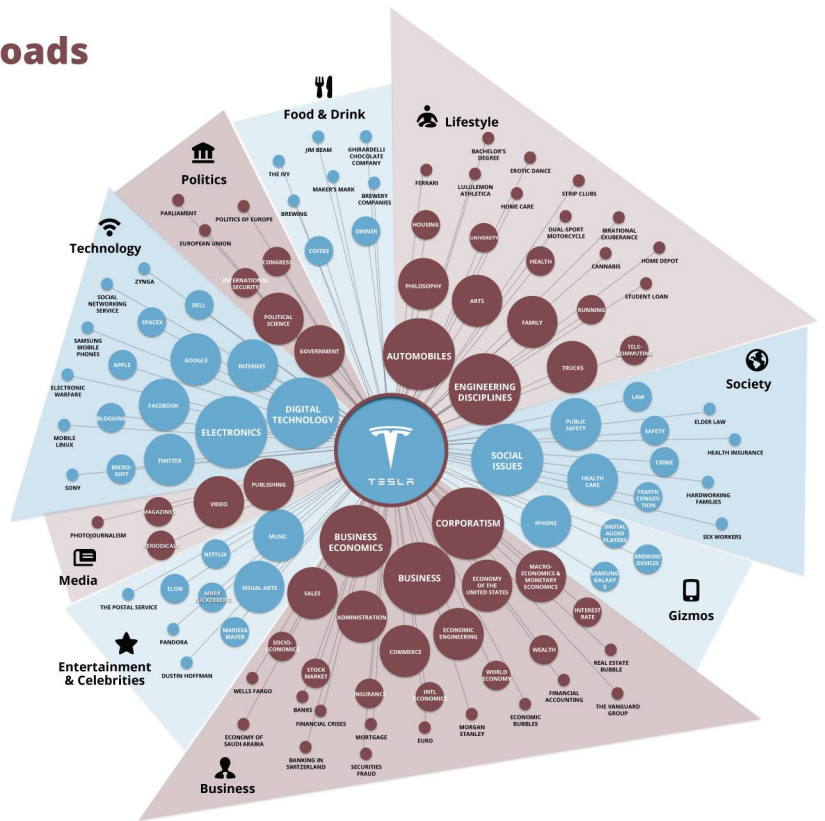 oads
Food & Drink
JIM BEAM
GHIRARDELLI
CHOCOLATE
COMPANY
THE IVY
MAKER'S MARK
BREWERY
COMPANIES
BREWING
DINNER
COFFEE
Lifestyle
BACHELOR'S
DEGREE
EROTIC DANCE
FERRARI
LULULEMON
ATHLETICA
STRIP CLUBS
HOME CARE
HOUSING
UNIVERSITY
DUAL-SPORT
MOTORCYCLE
IRRATIONAL
EXUBERANCE
HEALTH
CANNABIS
HOME DEPOT
PHILOSOPHY
ARTS
STUDENT LOAN
FAMILY
RUNNING
AUTOMOBILES
TRUCKS
TELE-
COMMUTING
ENGINEERING
DISCIPLINES
Politics
PARLIAMENT
POLITICS OF EUROPE
EUROPEAN UNION
CONGRESS
INTERNATIONAL
SECURITY
POLITICAL
SCIENCE
GOVERNMENT
Technology
ZYNGA
SOCIAL
NETWORKING
SERVICE
DELL
SPACEX
SAMSUNG
MOBILE
PHONES
GOOGLE
INTERNET
APPLE
ELECTRONIC
WARFARE
FACEBOOK
DIGITAL
TECHNOLOGY
BLOGGING
ELECTRONICS
MOBILE
LINUX
TWITTER
MICRO-
SOFT
SONY
TESLA
Society
LAW
PUBLIC
SAFETY
ELDER LAW
SAFETY
HEALTH INSURANCE
SOCIAL
ISSUES
CRIME
HEALTH
CARE
HARDWORKING
FAMILIES
TRAFFIC
CONGES-
TION
SEX WORKERS
Media
PUBLISHING
VIDEO
MAGAZINES
PHOTOJOURNALISM
PERIODICAL
Gizmos
IPHONE
DIGITAL
AUDIO
PLAYERS
ANDROID
DEVICES
SAMSUNG
GALAXY
S
Entertainment
& Celebrities
MUSIC
NETFLIX
VISUAL ARTS
ELON
MARK
ZUCKERBERG
THE POSTAL SERVICE
MARISSA
MAYER
PANDORA
DUSTIN HOFFMAN
Business
CORPORATISM
BUSINESS
ECONOMICS
BUSINESS
SALES
ECONOMY
OF THE
UNITED STATES
MACRO-
ECONOMICS &
MONETARY
ECONOMICS
ADMINISTRATION
INTEREST
RATE
ECONOMIC
ENGINEERING
SOCIO-
ECONOMICS
COMMERCE
WEALTH
REAL ESTATE
BUBBLE
STOCK
MARKET
WORLD
ECONOMY
WELLS FARGO
INSURANCE
INTL
ECONOMICS
FINANCIAL
ACCOUNTING
THE VANGUARD
GROUP
BANKS
FINANCIAL CRISES
ECONOMIC
BUBBLES
MORGAN
STANLEY
ECONOMY OF
SAUDI ARABIA
MORTGAGE
EURO
BANKING IN
SWITZERLAND
SECURITIES
FRAUD